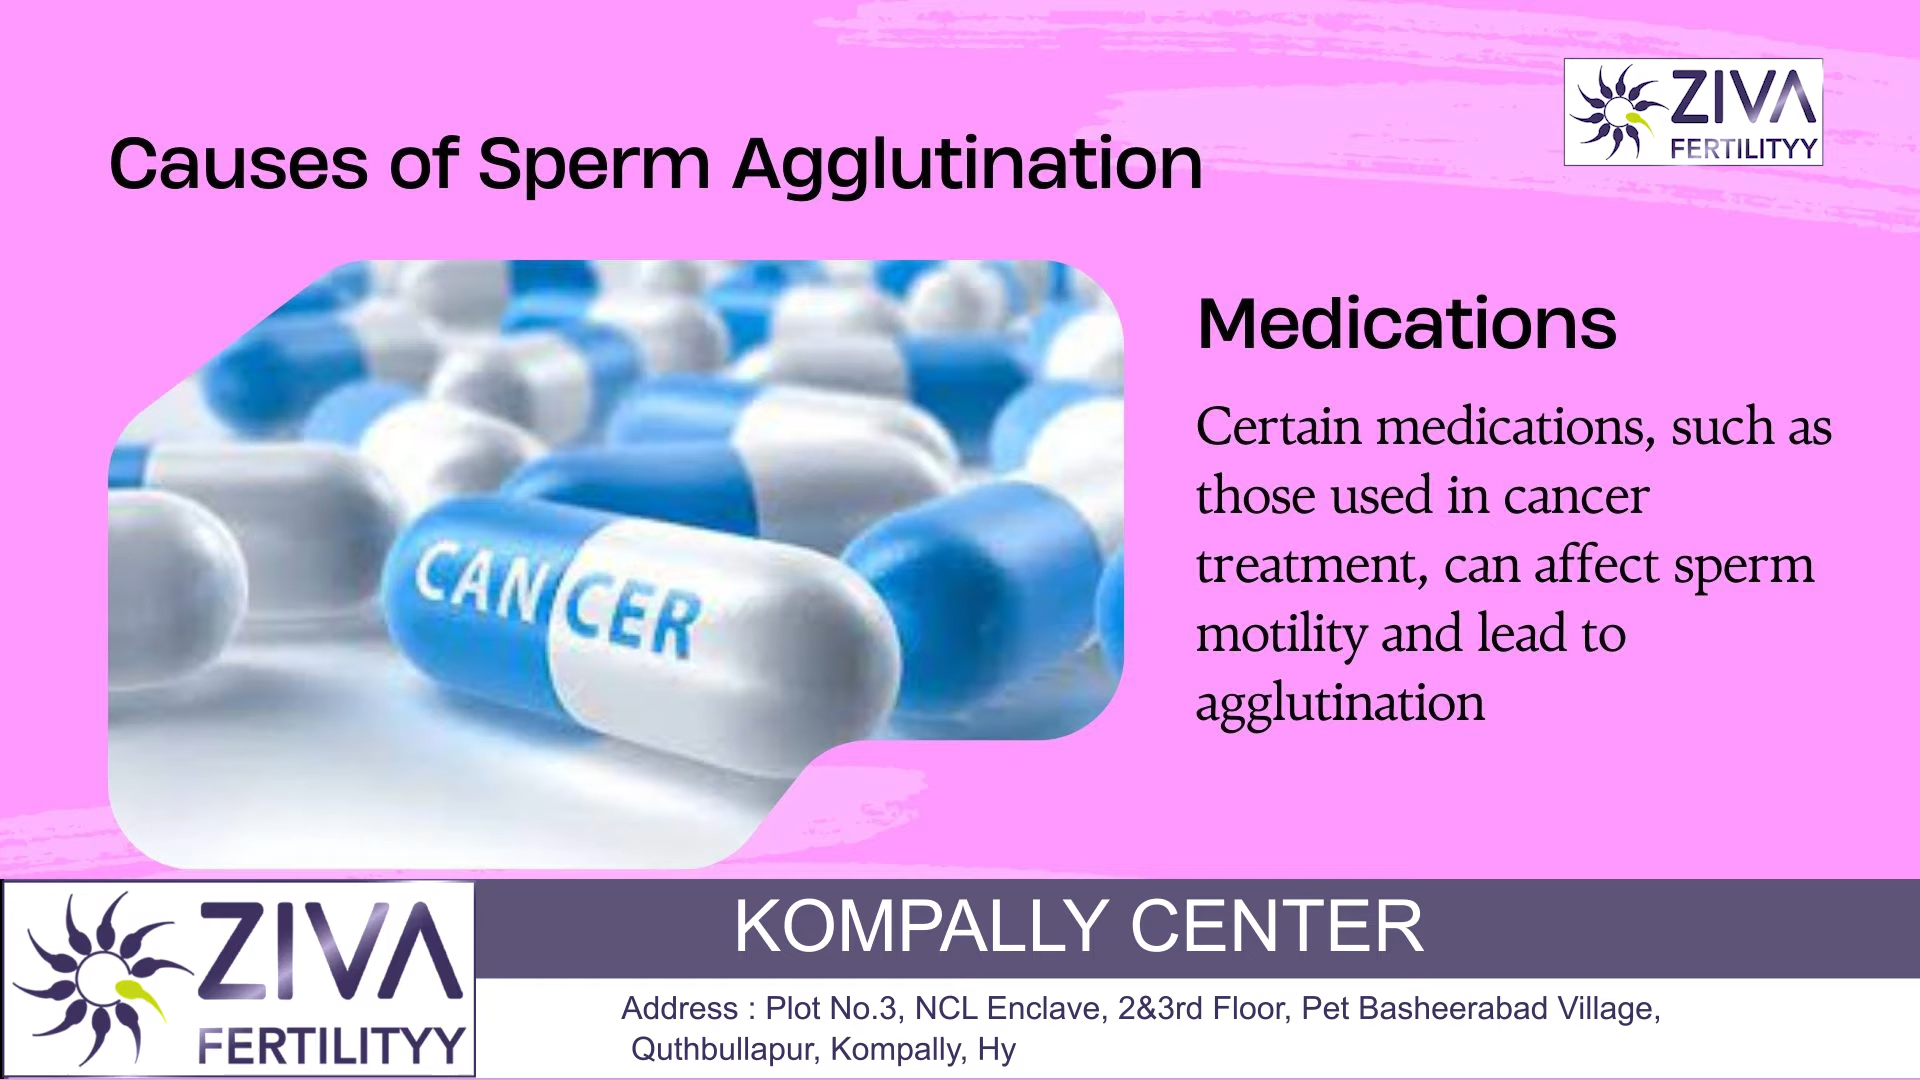 ZIVA
FERTILITYY
Causes of Sperm Agglutination
Medications
Certain medications, such as
those used in cancer
treatment, can affect sperm
motility and lead to
agglutination
CANCER
ZIVA
FERTILITYY
KOMPALLY CENTER
Address : Plot No.3, NCL Enclave, 2&3rd Floor, Pet Basheerabad Village,
Quthbullapur, Kompally, Hy